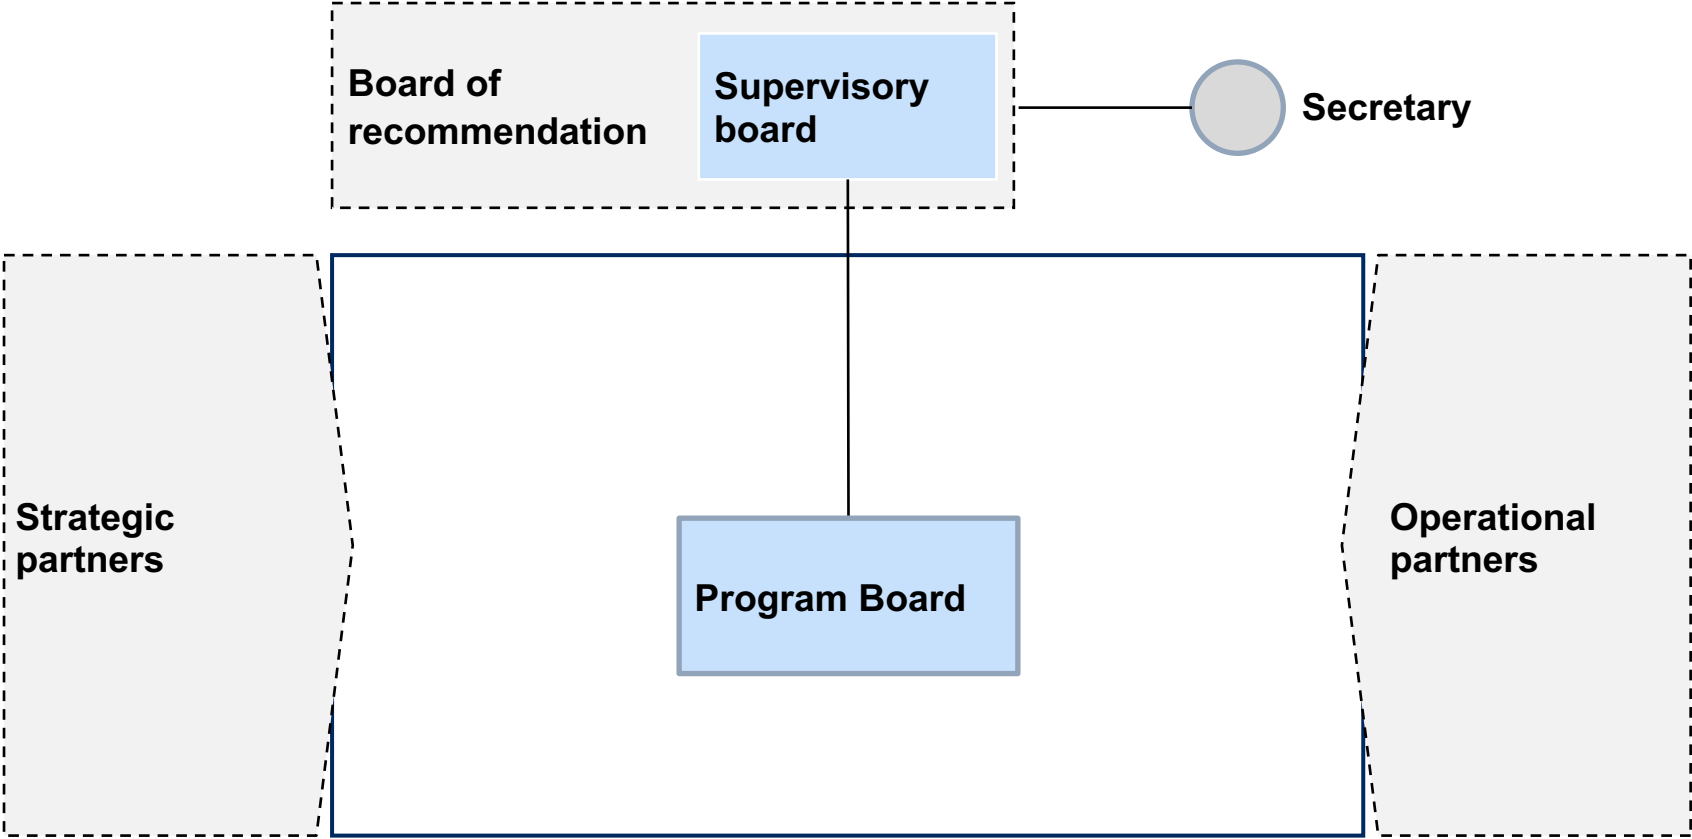 Board of
recommendation
Supervisory
board
Secretary
Strategic
partners
Program Board
Operational
partners